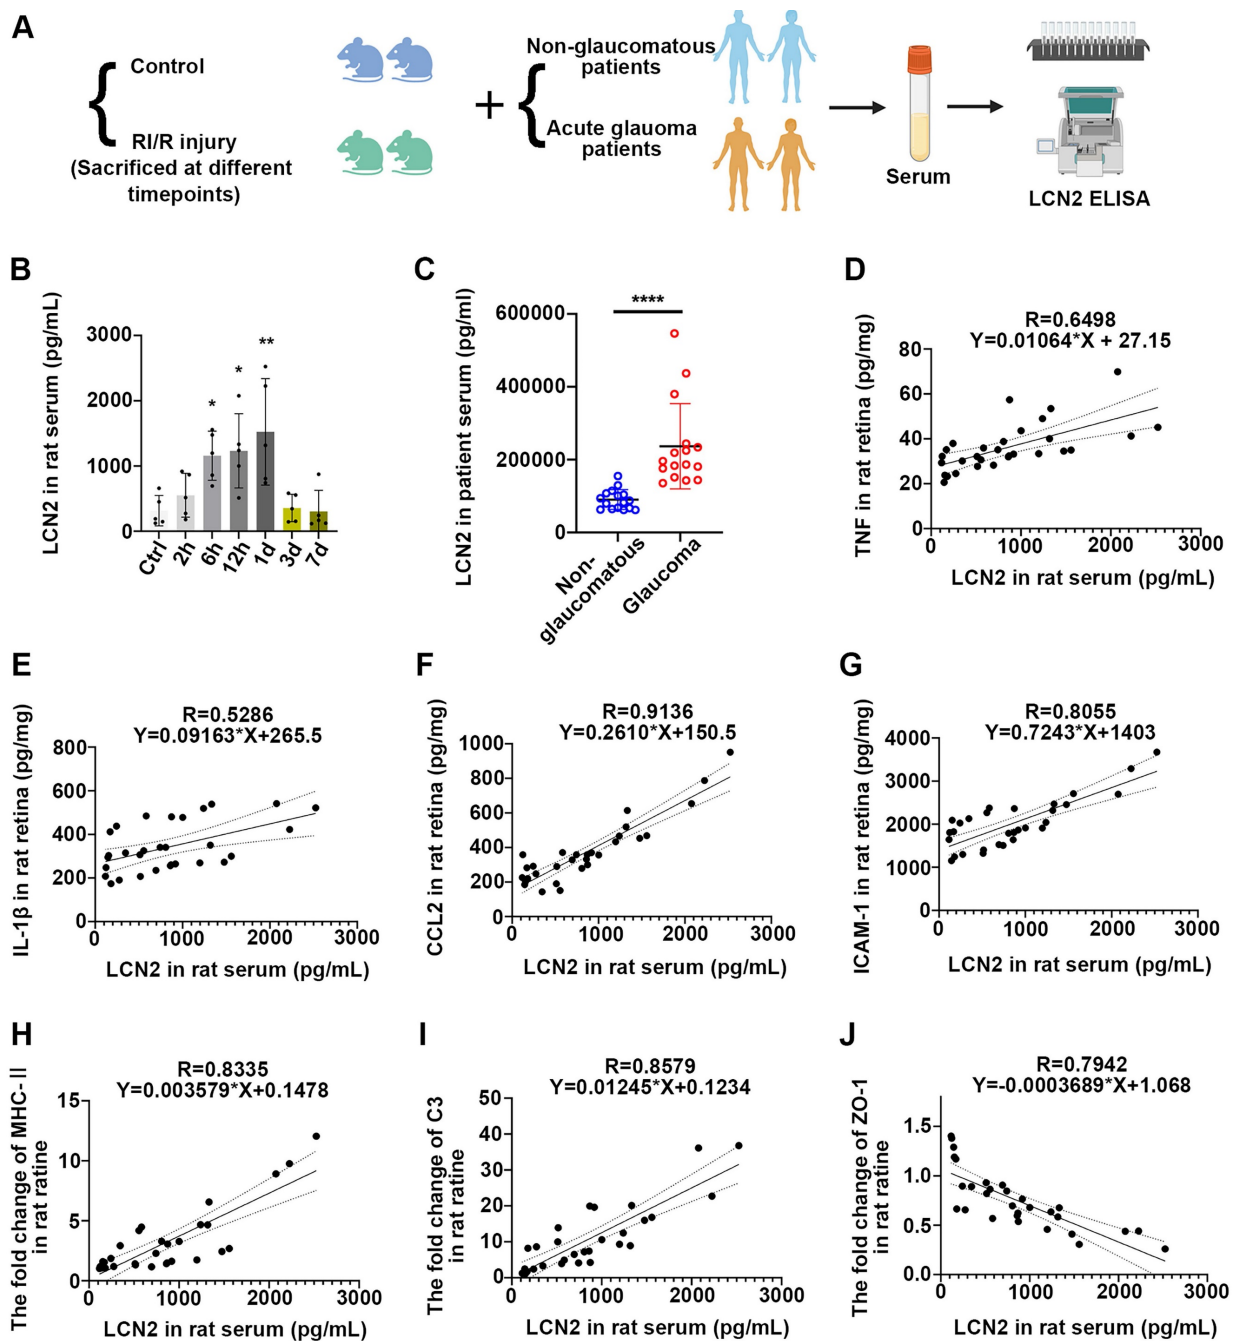 A
Control
RI/R injury
(Sacrificed at different
timepoints)
+
Non-glaucomatous
patients
Acute glauoma
patients
Serum
LCN2 ELISA
B
LCN2 in rat serum (pg/mL)
3000
2000
1000
0
*
*
**
Ctrl
2h
6h
12h
1d
3d
7d
C
LCN2 in patient serum (pg/ml)
600000
400000
200000
0
****
Non-
glaucomatous
Glaucoma
D
R=0.6498
Y=0.01064*X + 27.15
TNF in rat retina (pg/mg)
80
60
40
20
0
0 1000 2000 3000
LCN2 in rat serum (pg/mL)
E
R=0.5286
Y=0.09163*X+265.5
IL-1β in rat retina (pg/mg)
800
600
400
200
0
0 1000 2000 3000
LCN2 in rat serum (pg/mL)
F
R=0.9136
Y=0.2610*X+150.5
CCL2 in rat retina (pg/mg)
1000
800
600
400
200
0
0 1000 2000 3000
LCN2 in rat serum (pg/mL)
G
R=0.8055
Y=0.7243*X+1403
ICAM-1 in rat retina (pg/mg)
4000
3000
2000
1000
0
0 1000 2000 3000
LCN2 in rat serum (pg/mL)
H
R=0.8335
Y=0.003579*X+0.1478
The fold change of MHC-II
in rat ratine
15
10
5
0
0 1000 2000 3000
LCN2 in rat serum (pg/mL)
I
R=0.8579
Y=0.01245*X+0.1234
The fold change of C3
in rat ratine
50
40
30
20
10
0
0 1000 2000 3000
LCN2 in rat serum (pg/mL)
J
R=0.7942
Y=-0.0003689*X+1.068
The fold change of ZO-1
in rat ratine
1.5
1.0
0.5
0.0
0 1000 2000 3000
LCN2 in rat serum (pg/mL)